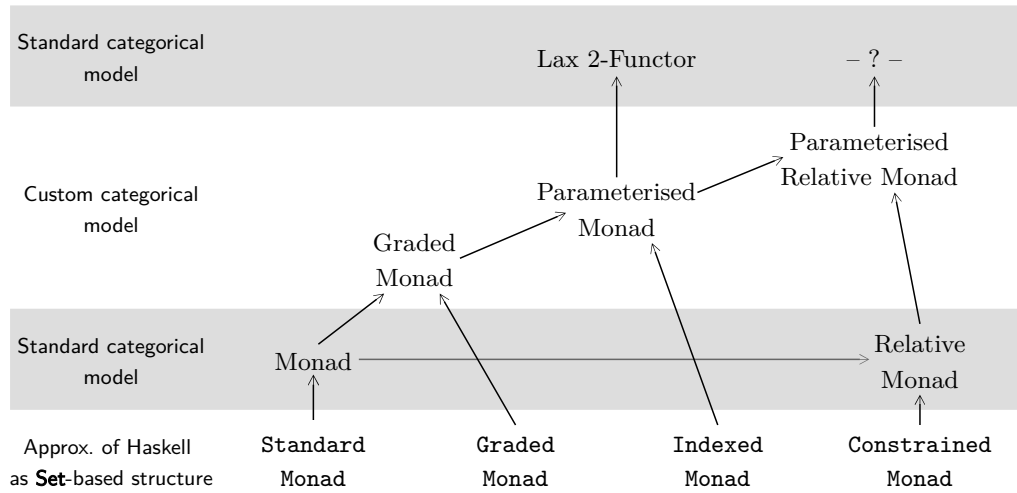 Standard categorical
model
Lax 2-Functor
– ? –
Custom categorical
model
Parameterised
Relative Monad
Parameterised
Monad
Graded
Monad
Standard categorical
model
Monad
Relative
Monad
Approx. of Haskell
as Set-based structure
Standard
Monad
Graded
Monad
Indexed
Monad
Constrained
Monad